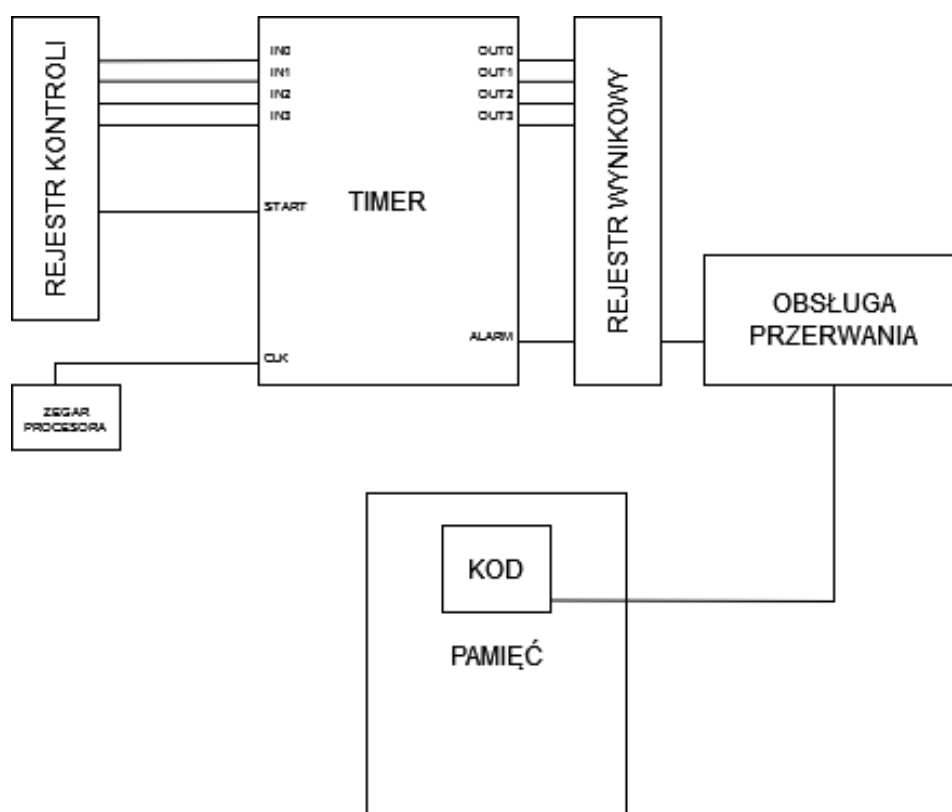 REJESTR KONTROLI
IN0
IN1
IN2
IN3
START
CLK
TIMER
OUT0
OUT1
OUT2
OUT3
ALARM
REJESTR WYNIKOWY
OBSŁUGA
PRZERWANIA
ZEGAR
PROCESORA
KOD
PAMIĘĆ